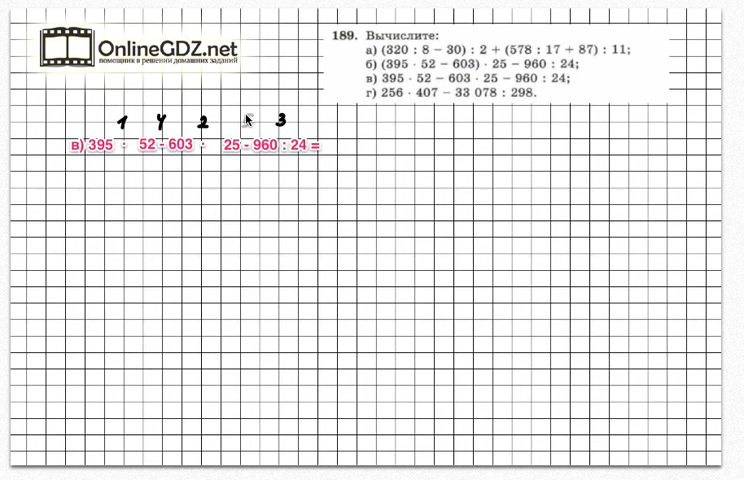 OnlineGDZ.net
помощник в решении домашних заданий
189. Вычислите:
а) (320 : 8 − 30) : 2 + (578 : 17 + 87) : 11;
б) (395 · 52 − 603) · 25 − 960 : 24;
в) 395 · 52 − 603 · 25 − 960 : 24;
г) 256 · 407 − 33 078 : 298.
1 4 2 3
в) 395 · 52 - 603 · 25 - 960 : 24 =